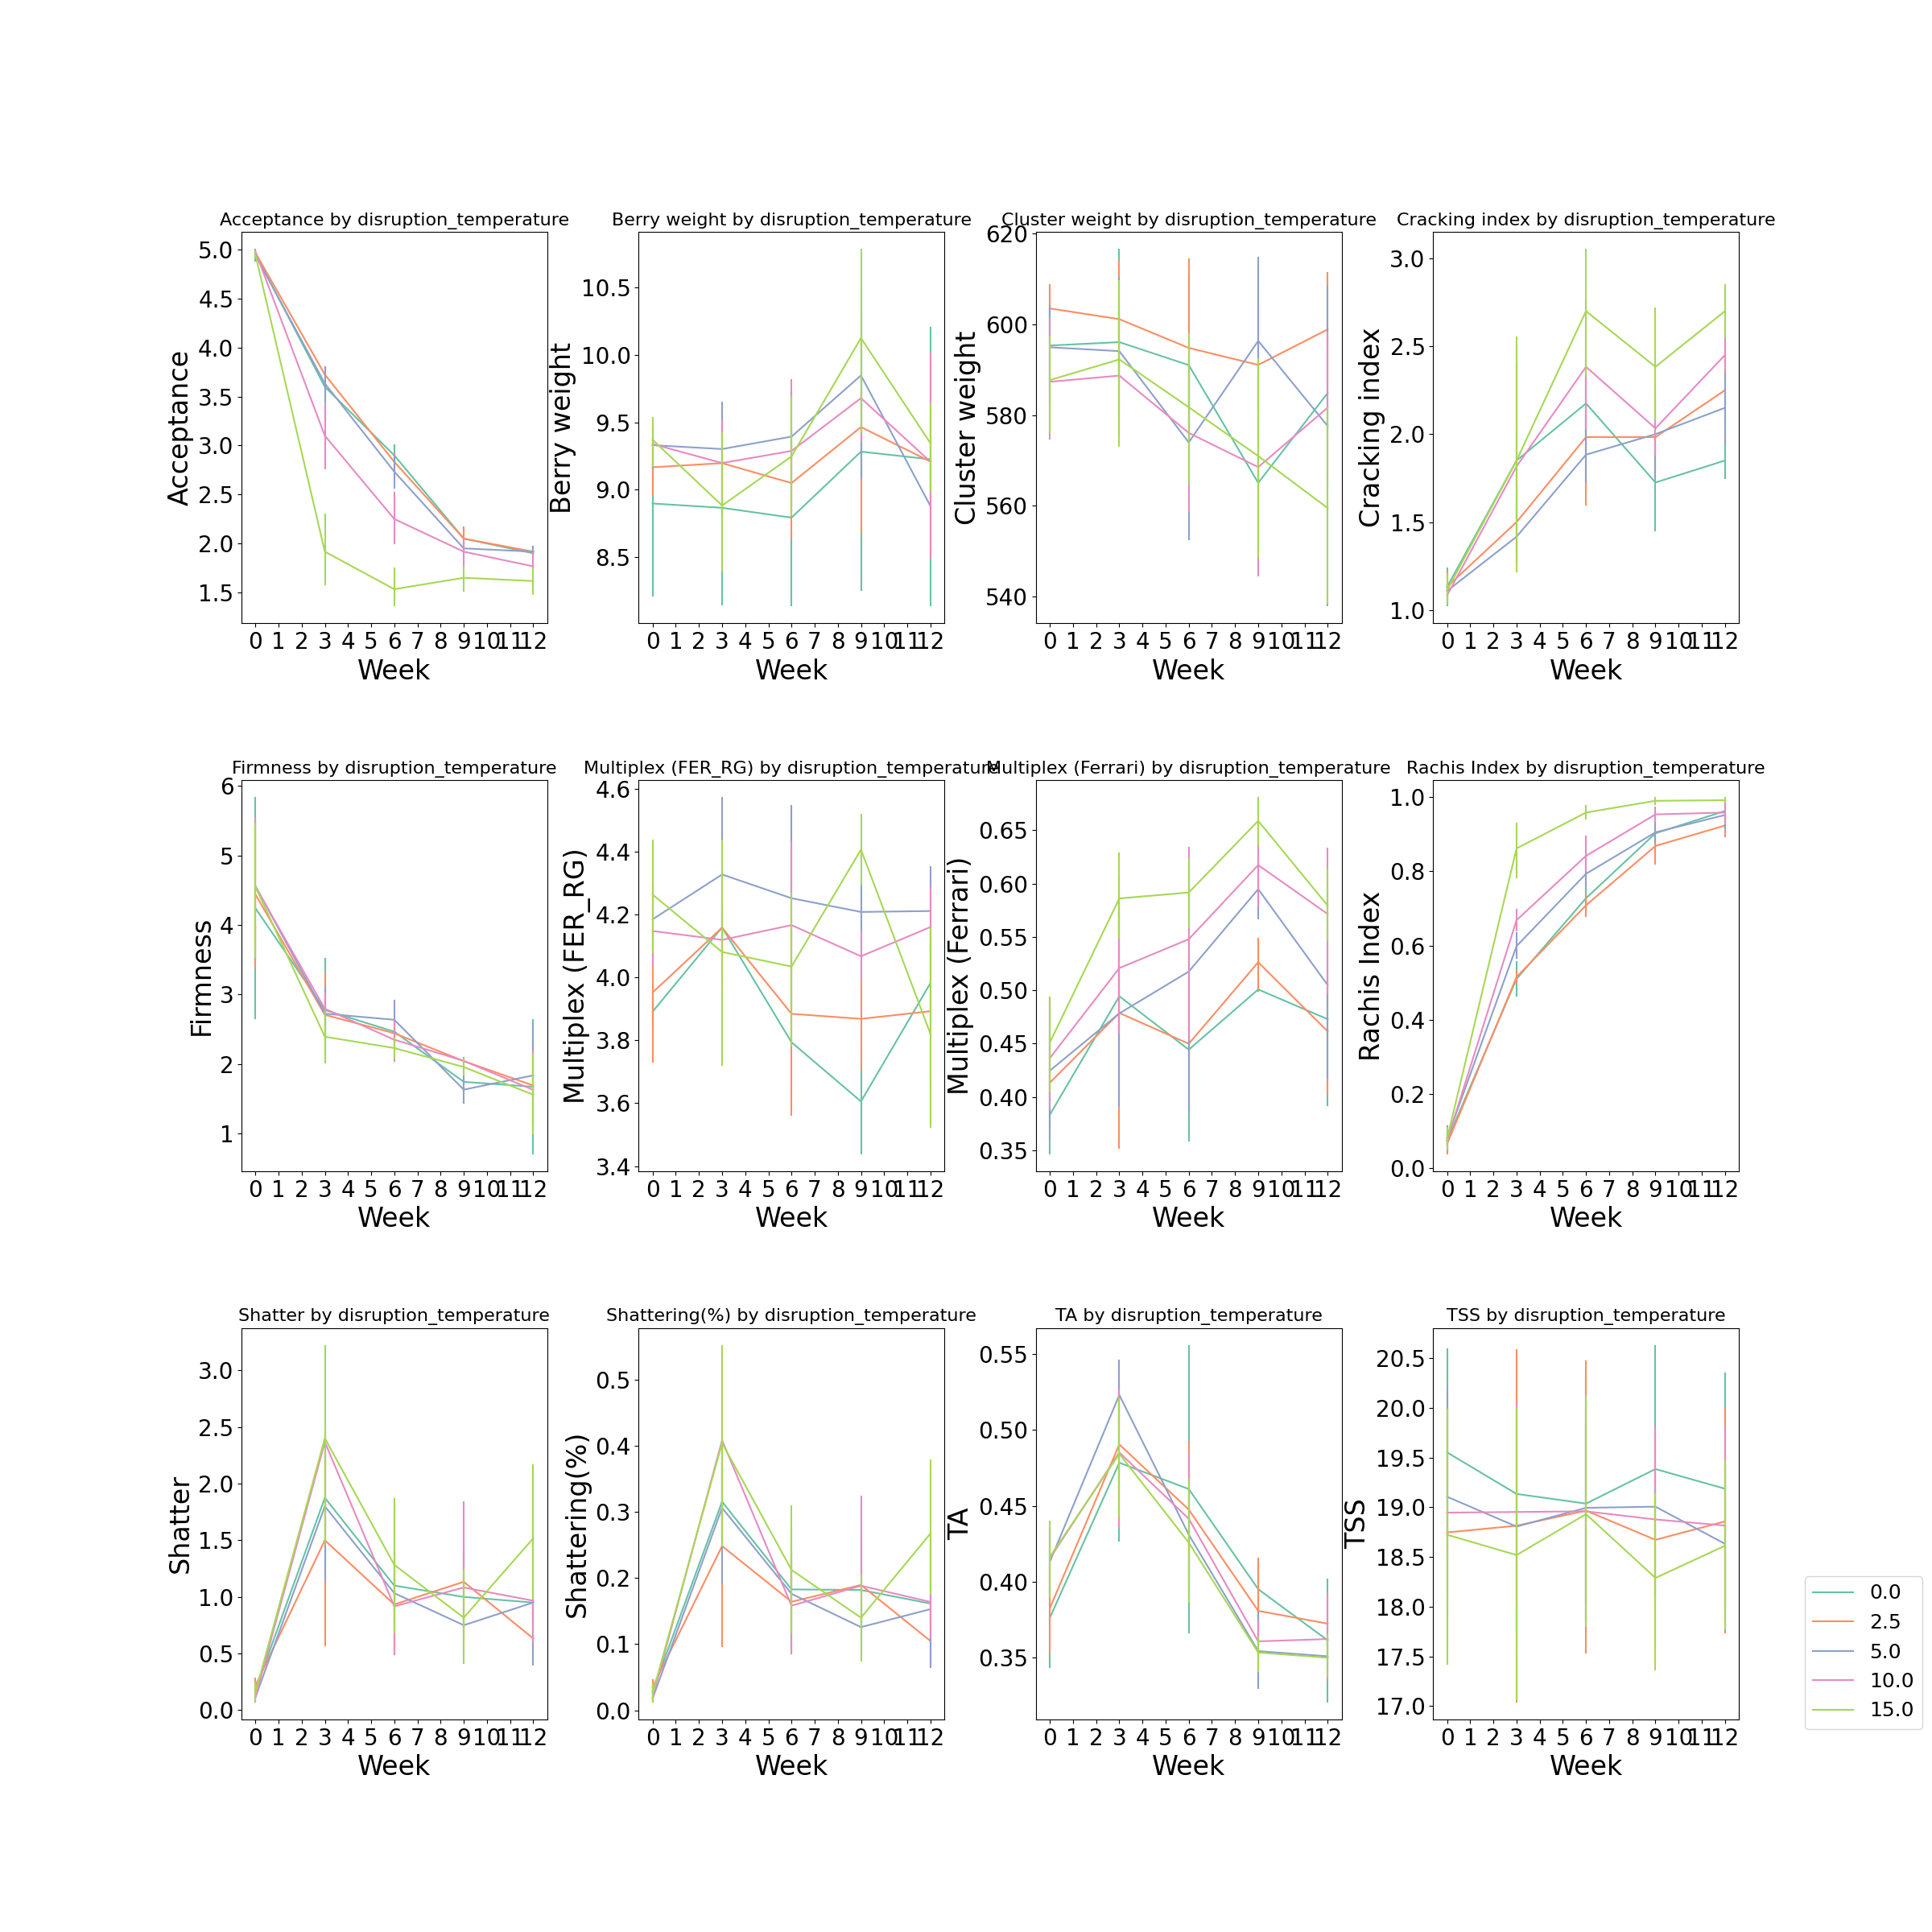 Acceptance by disruption_temperature
Acceptance
5.0
4.5
4.0
3.5
3.0
2.5
2.0
1.5
0 1 2 3 4 5 6 7 8 9 10 11 12
Week
Berry weight by disruption_temperature
Berry weight
10.5
10.0
9.5
9.0
8.5
0 1 2 3 4 5 6 7 8 9 10 11 12
Week
Cluster weight by disruption_temperature
Cluster weight
620
600
580
560
540
0 1 2 3 4 5 6 7 8 9 10 11 12
Week
Cracking index by disruption_temperature
Cracking index
3.0
2.5
2.0
1.5
1.0
0 1 2 3 4 5 6 7 8 9 10 11 12
Week
Firmness by disruption_temperature
Firmness
6
5
4
3
2
1
0 1 2 3 4 5 6 7 8 9 10 11 12
Week
Multiplex (FER_RG) by disruption_temperature
Multiplex (FER_RG)
4.6
4.4
4.2
4.0
3.8
3.6
3.4
0 1 2 3 4 5 6 7 8 9 10 11 12
Week
Multiplex (Ferrari) by disruption_temperature
Multiplex (Ferrari)
0.65
0.60
0.55
0.50
0.45
0.40
0.35
0 1 2 3 4 5 6 7 8 9 10 11 12
Week
Rachis Index by disruption_temperature
Rachis Index
1.0
0.8
0.6
0.4
0.2
0.0
0 1 2 3 4 5 6 7 8 9 10 11 12
Week
Shatter by disruption_temperature
Shatter
3.0
2.5
2.0
1.5
1.0
0.5
0.0
0 1 2 3 4 5 6 7 8 9 10 11 12
Week
Shattering(%) by disruption_temperature
Shattering(%)
0.5
0.4
0.3
0.2
0.1
0.0
0 1 2 3 4 5 6 7 8 9 10 11 12
Week
TA by disruption_temperature
TA
0.55
0.50
0.45
0.40
0.35
0 1 2 3 4 5 6 7 8 9 10 11 12
Week
TSS by disruption_temperature
TSS
20.5
20.0
19.5
19.0
18.5
18.0
17.5
17.0
0 1 2 3 4 5 6 7 8 9 10 11 12
Week
0.0
2.5
5.0
10.0
15.0